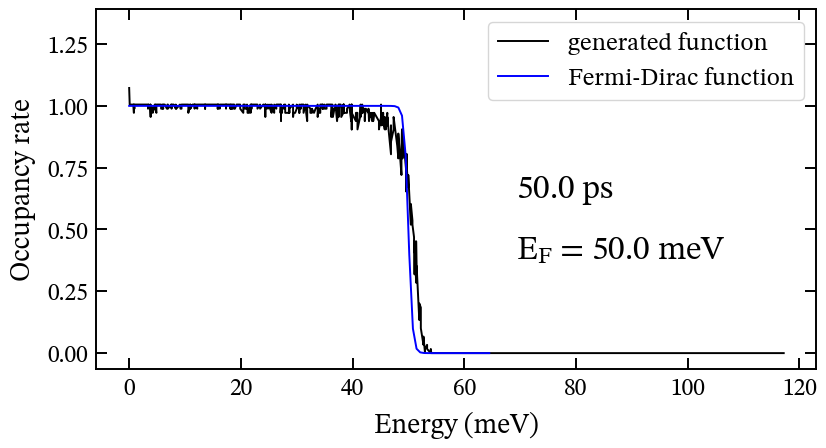 generated function
Fermi-Dirac function
50.0 ps
E_F = 50.0 meV
Occupancy rate
1.25
1.00
0.75
0.50
0.25
0.00
0 20 40 60 80 100 120
Energy (meV)